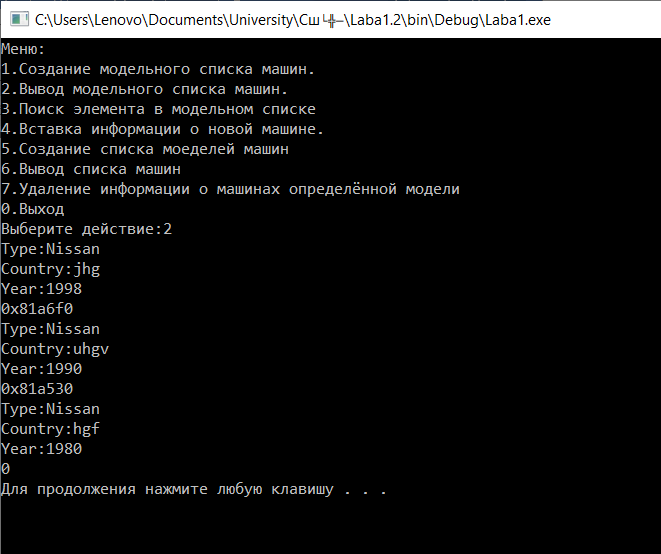 C:\Users\Lenovo\Documents\University\Сш└╬─\Laba1.2\bin\Debug\Laba1.exe
Меню:
1.Создание модельного списка машин.
2.Вывод модельного списка машин.
3.Поиск элемента в модельном списке
4.Вставка информации о новой машине.
5.Создание списка моеделей машин
6.Вывод списка машин
7.Удаление информации о машинах определённой модели
0.Выход
Выберите действие:2
Type:Nissan
Country:jhg
Year:1998
0x81a6f0
Type:Nissan
Country:uhgv
Year:1990
0x81a530
Type:Nissan
Country:hgf
Year:1980
0
Для продолжения нажмите любую клавишу . . .